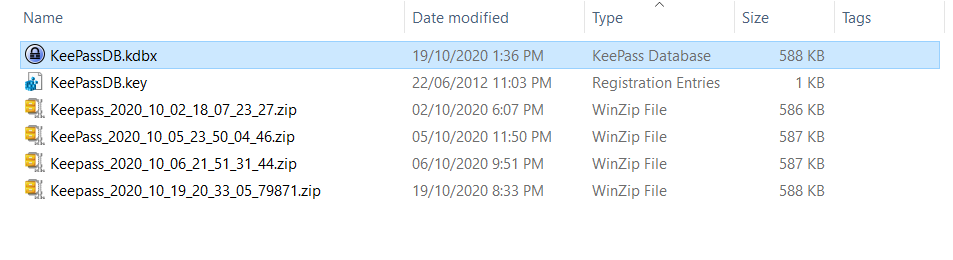 Name Date modified Type Size Tags
KeePassDB.kdbx 19/10/2020 1:36 PM KeePass Database 588 KB
KeePassDB.key 22/06/2012 11:03 PM Registration Entries 1 KB
Keepass_2020_10_02_18_07_23_27.zip 02/10/2020 6:07 PM WinZip File 586 KB
KeePass_2020_10_05_23_50_04_46.zip 05/10/2020 11:50 PM WinZip File 587 KB
Keepass_2020_10_06_21_51_31_44.zip 06/10/2020 9:51 PM WinZip File 587 KB
Keepass_2020_10_19_20_33_05_79871.zip 19/10/2020 8:33 PM WinZip File 588 KB